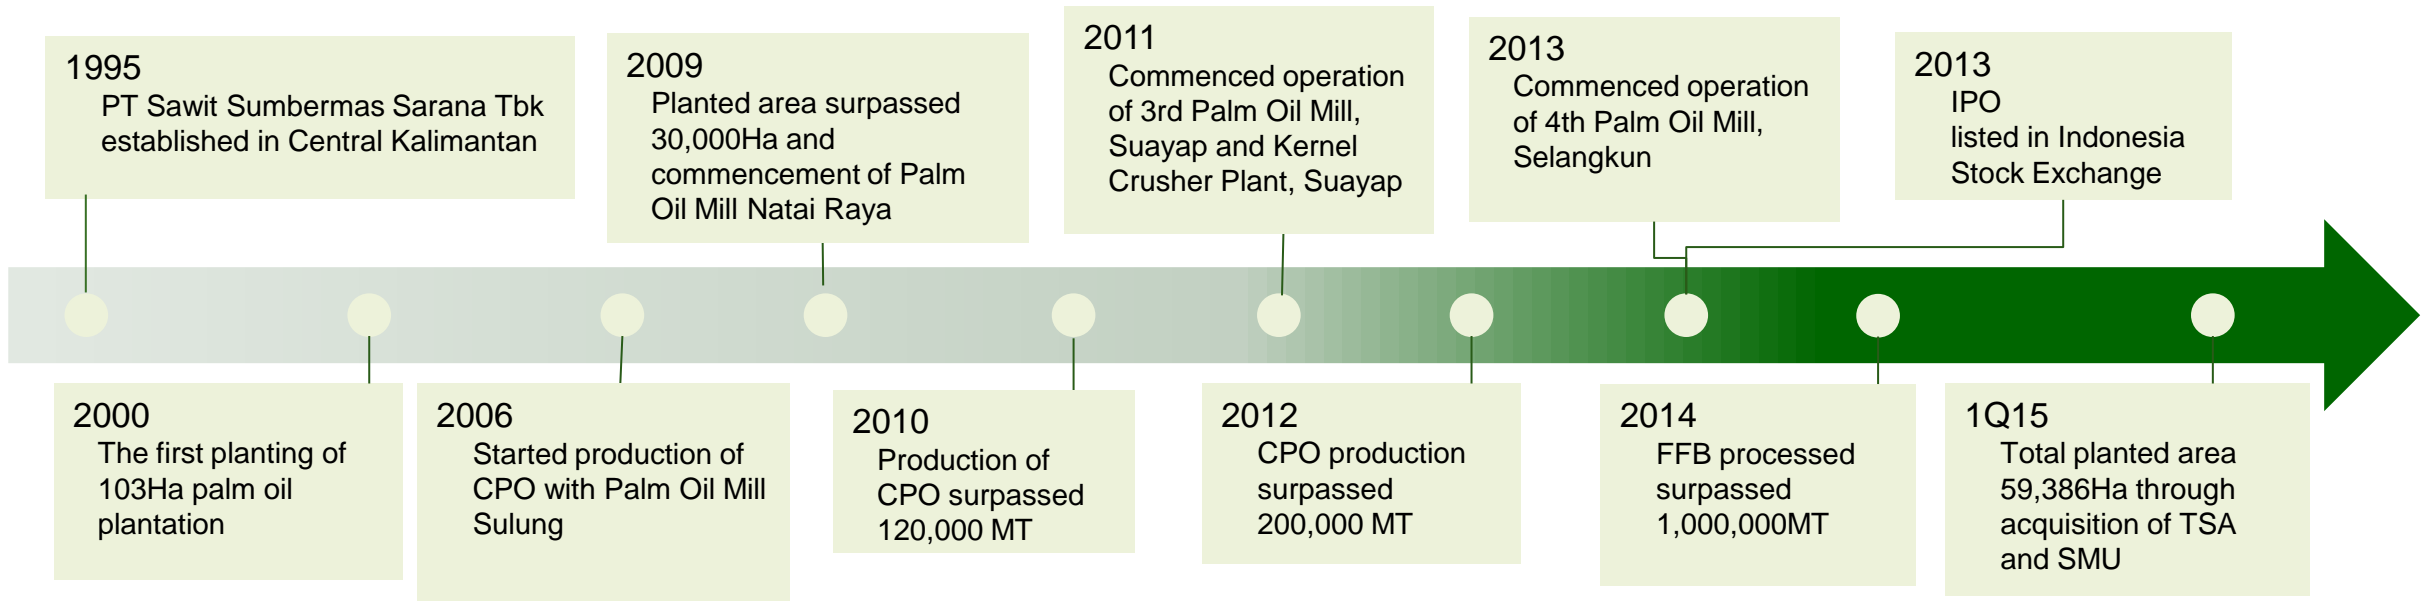 1995
PT Sawit Sumbermas Sarana Tbk
established in Central Kalimantan
2000
The first planting of
103Ha palm oil
plantation
2006
Started production of
CPO with Palm Oil Mill
Sulung
2009
Planted area surpassed
30,000Ha and
commencement of Palm
Oil Mill Natai Raya
2010
Production of
CPO surpassed
120,000 MT
2011
Commenced operation
of 3rd Palm Oil Mill,
Suayap and Kernel
Crusher Plant, Suayap
2012
CPO production
surpassed
200,000 MT
2013
Commenced operation
of 4th Palm Oil Mill,
Selangkun
2013
IPO
listed in Indonesia
Stock Exchange
2014
FFB processed
surpassed
1,000,000MT
1Q15
Total planted area
59,386Ha through
acquisition of TSA
and SMU